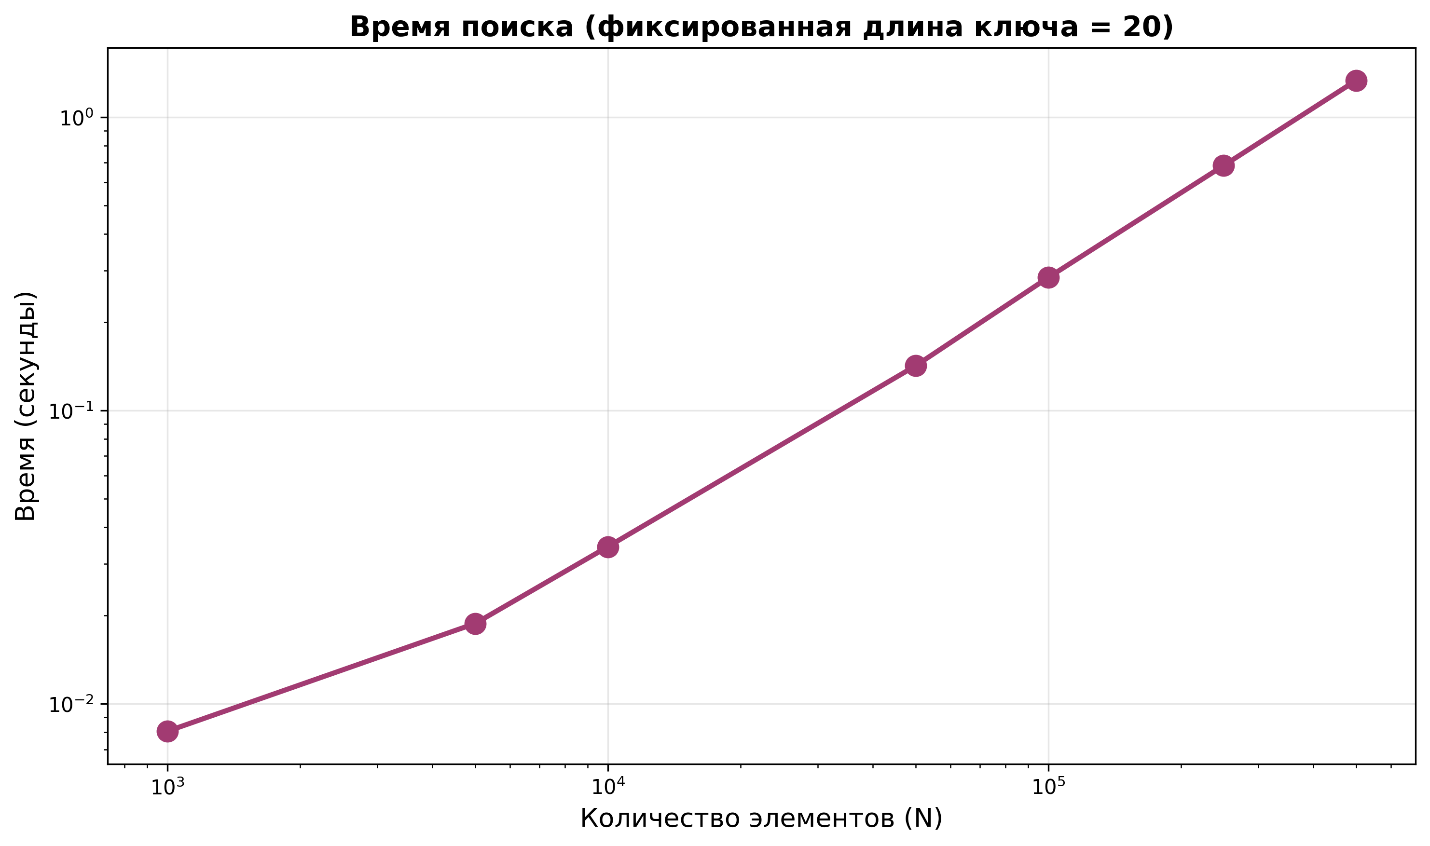 Время поиска (фиксированная длина ключа = 20)
Время (секунды)
10⁰
10⁻¹
10⁻²
10³
10⁴
10⁵
Количество элементов (N)